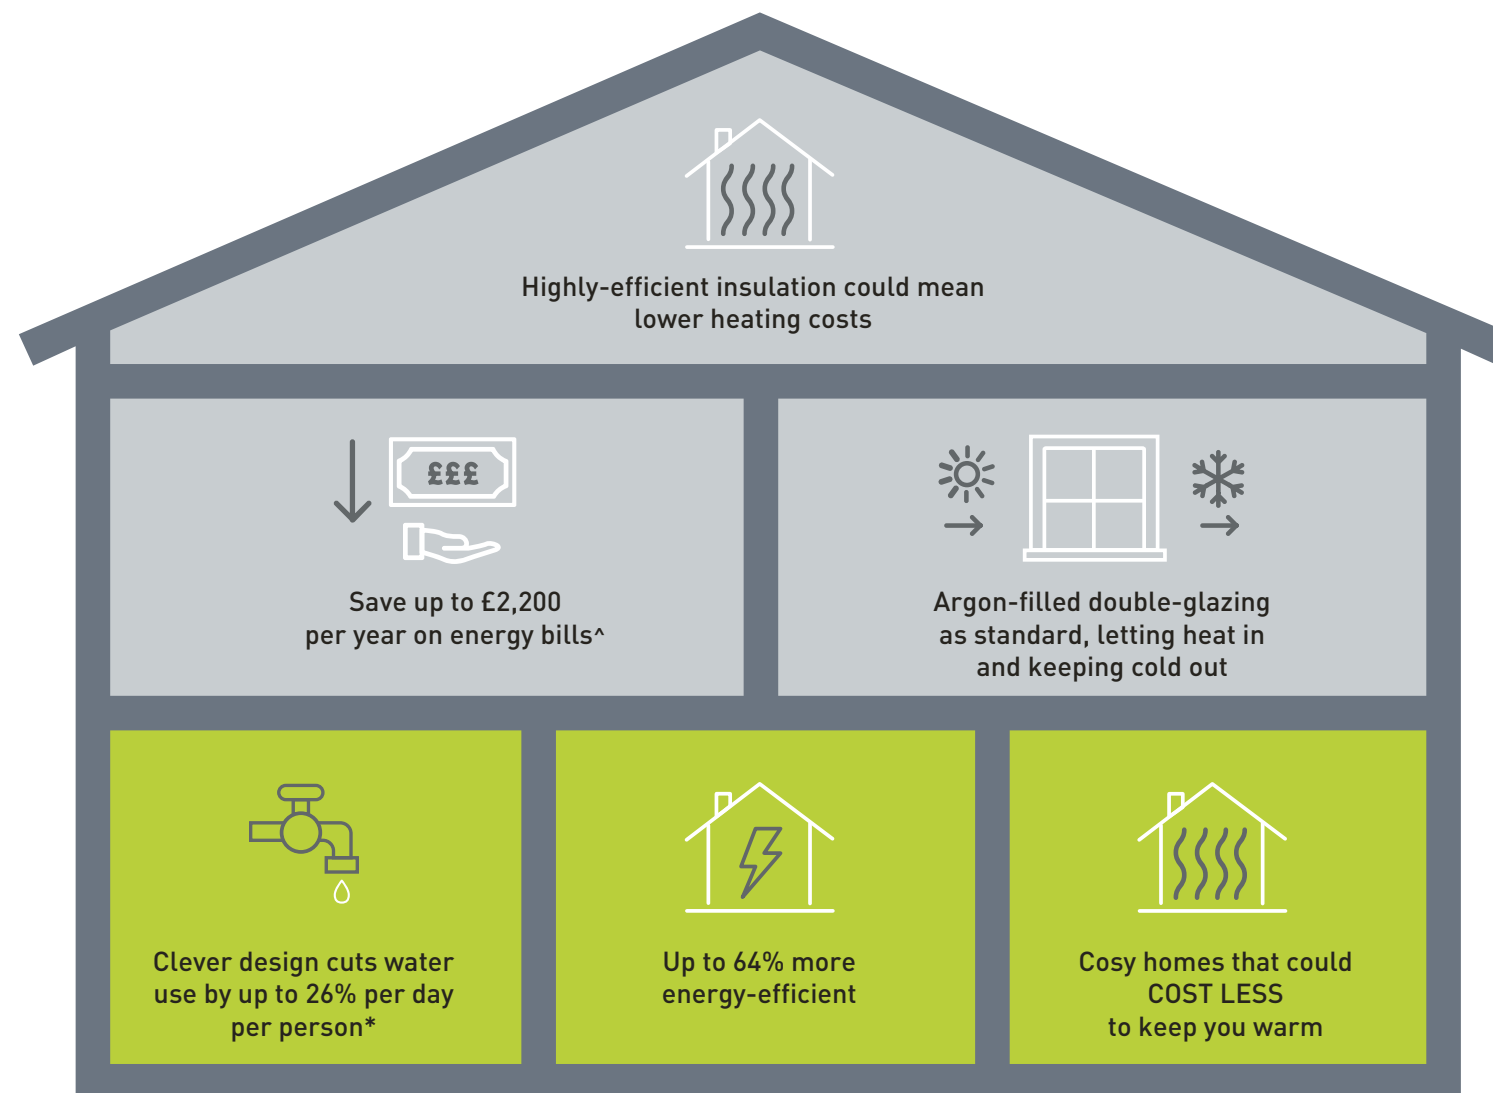 Highly-efficient insulation could mean
lower heating costs
£££
Save up to £2,200
per year on energy bills^
Argon-filled double-glazing
as standard, letting heat in
and keeping cold out
Clever design cuts water
use by up to 26% per day
per person*
Up to 64% more
energy-efficient
Cosy homes that could
COST LESS
to keep you warm